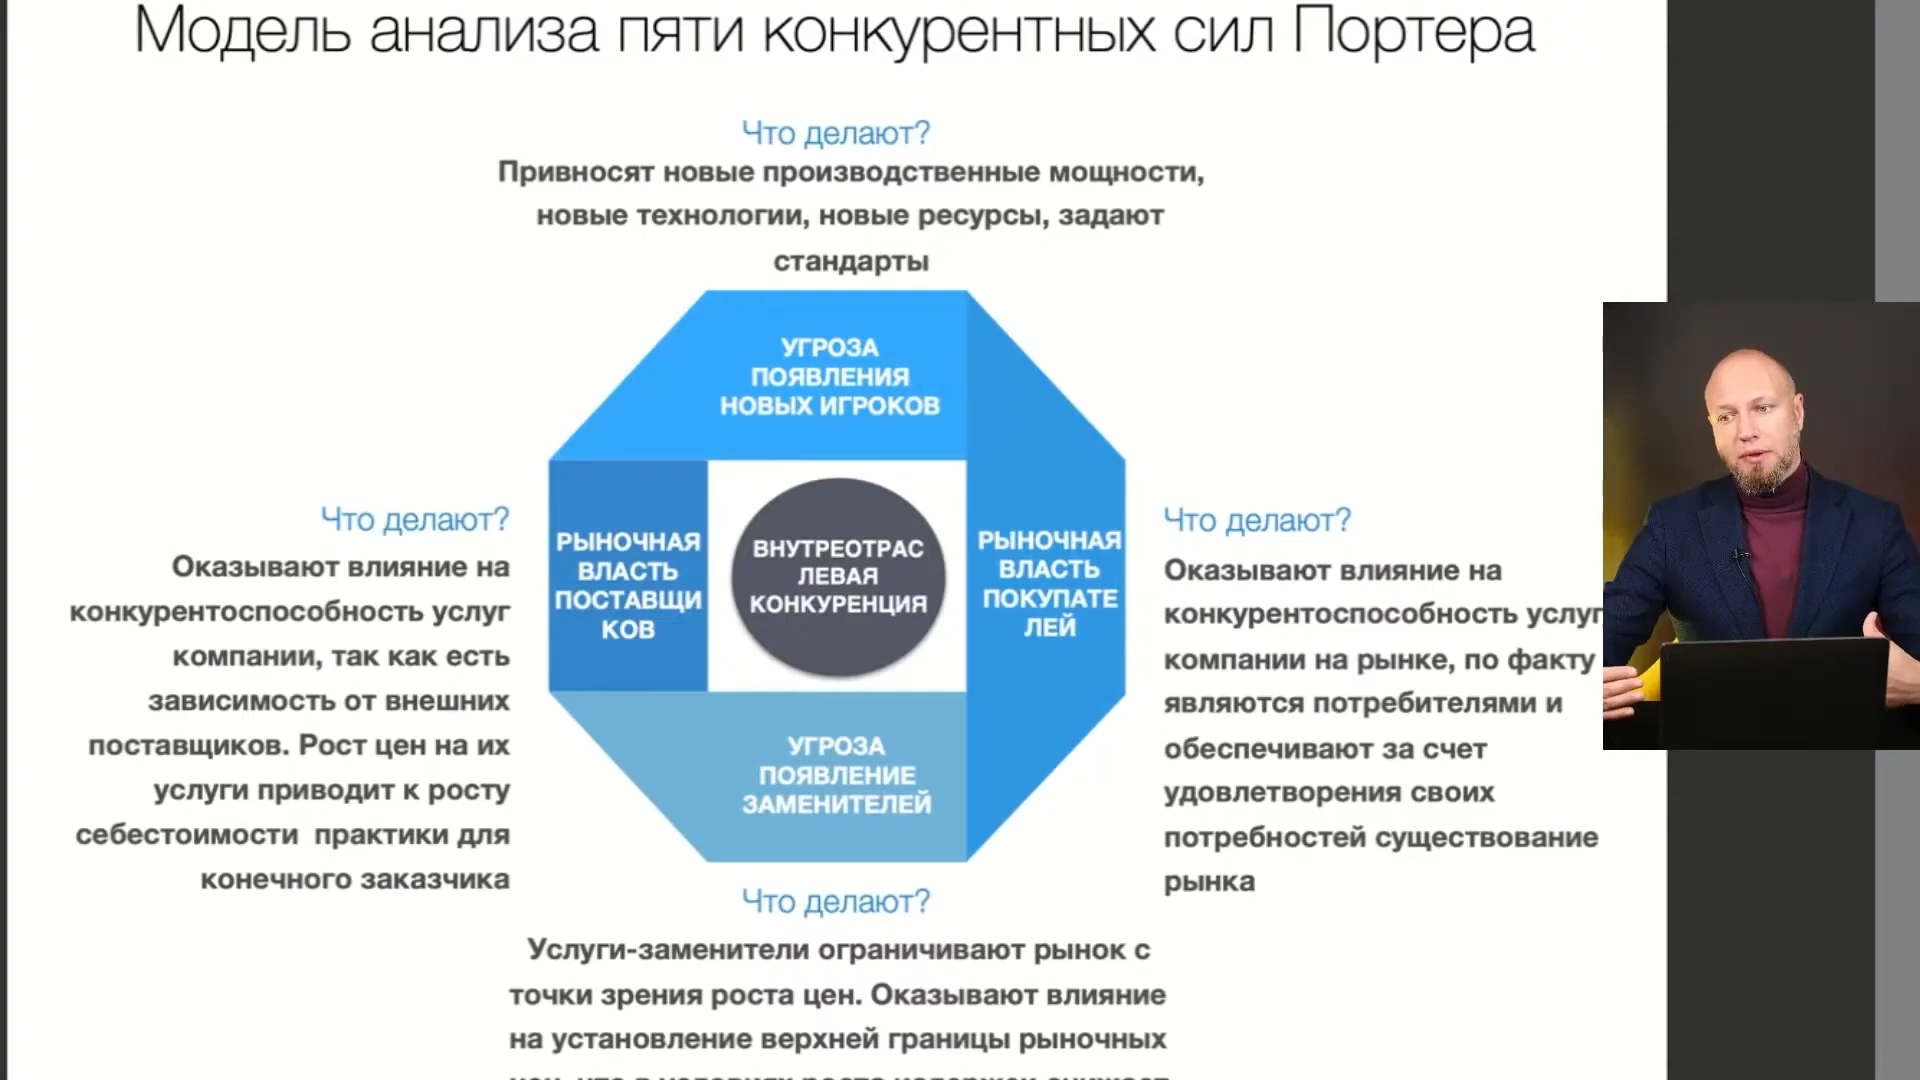 Модель анализа пяти конкурентных сил Портера
Что делают?
Привносят новые производственные мощности,
новые технологии, новые ресурсы, задают
стандарты
УГРОЗА
ПОЯВЛЕНИЯ
НОВЫХ ИГРОКОВ
Что делают?
Оказывают влияние на
конкурентоспособность услуг
компании, так как есть
зависимость от внешних
поставщиков. Рост цен на их
услуги приводит к росту
себестоимости практики для
конечного заказчика
РЫНОЧНАЯ
ВЛАСТЬ
ПОСТАВЩИ
КОВ
ВНУТРЕОТРАС
ЛЕВАЯ
КОНКУРЕНЦИЯ
РЫНОЧНАЯ
ВЛАСТЬ
ПОКУПАТЕ
ЛЕЙ
Что делают?
Оказывают влияние на
конкурентоспособность услуг
компании на рынке, по факту
являются потребителями и
обеспечивают за счет
удовлетворения своих
потребностей существование
рынка
УГРОЗА
ПОЯВЛЕНИЕ
ЗАМЕНИТЕЛЕЙ
Что делают?
Услуги-заменители ограничивают рынок с
точки зрения роста цен. Оказывают влияние
на установление верхней границы рыночных